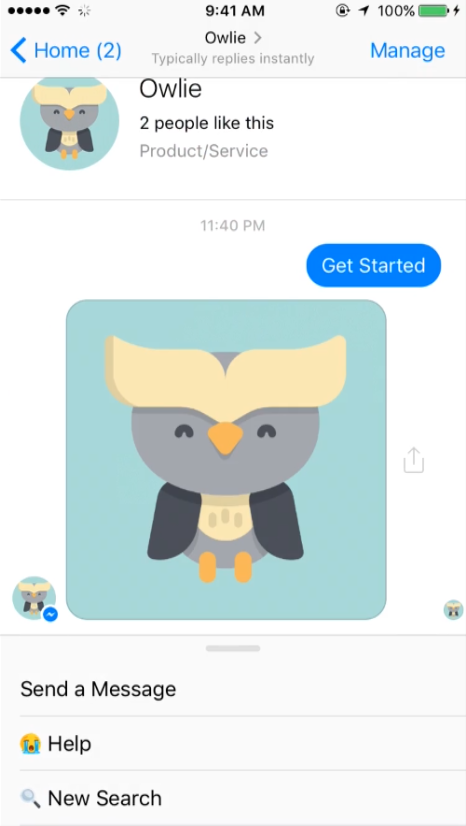 9:41 AM
100%
Home (2)
Owlie
Typically replies instantly
Manage
Owlie
2 people like this
Product/Service
11:40 PM
Get Started
Send a Message
Help
New Search